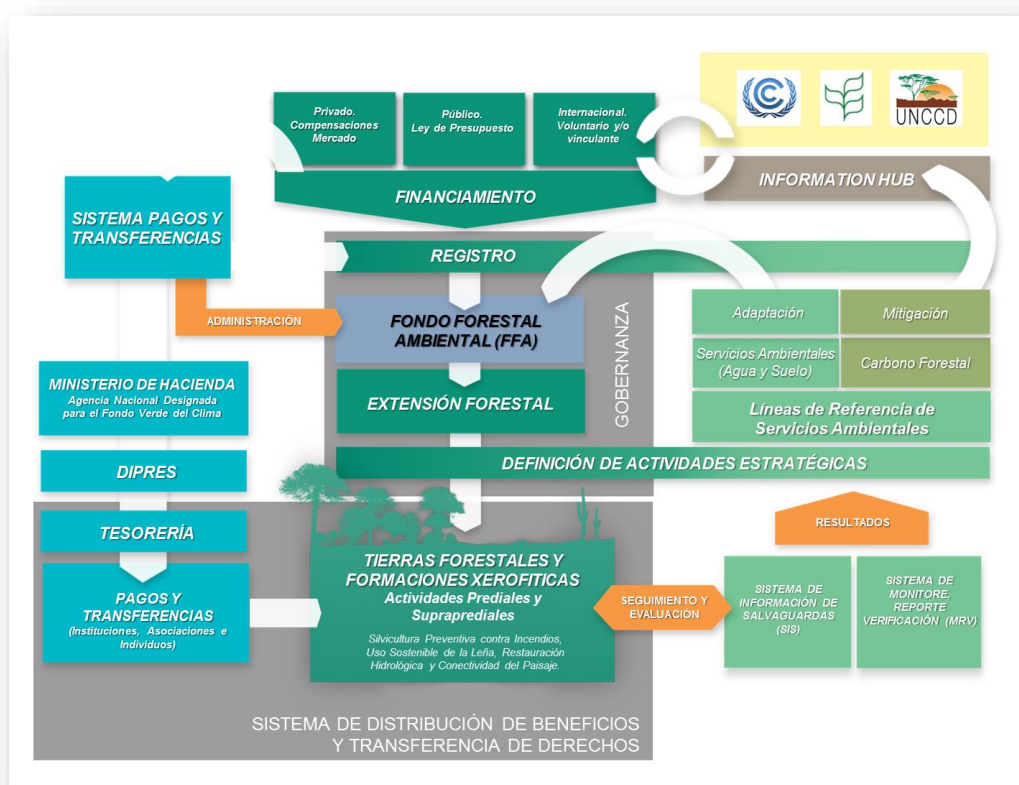 Privado.
Compensaciones
Mercado
Público.
Ley de Presupuesto
Internacional.
Voluntario y/o
vinculante
UNCCD
FINANCIAMIENTO
INFORMATION HUB
SISTEMA PAGOS Y
TRANSFERENCIAS
REGISTRO
ADMINISTRACIÓN
FONDO FORESTAL
AMBIENTAL (FFA)
GOBERNANZA
Adaptación
Mitigación
Servicios Ambientales
(Agua y Suelo)
Carbono Forestal
MINISTERIO DE HACIENDA
Agencia Nacional Designada
para el Fondo Verde del Clima
EXTENSIÓN FORESTAL
Líneas de Referencia de
Servicios Ambientales
DIPRES
DEFINICIÓN DE ACTIVIDADES ESTRATÉGICAS
TESORERÍA
RESULTADOS
TIERRAS FORESTALES Y
FORMACIONES XEROFITICAS
Actividades Prediales y
Supraprediales
Silvicultura Preventiva contra Incendios,
Uso Sostenible de la Leña, Restauración
Hidrológica y Conectividad del Paisaje.
PAGOS Y
TRANSFERENCIAS
(Instituciones, Asociaciones e
Individuos)
SEGUIMIENTO Y
EVALUACIÓN
SISTEMA DE
INFORMACIÓN DE
SALVAGUARDAS
(SIS)
SISTEMA DE
MONITORE,
REPORTE
VERIFICACIÓN (MRV)
SISTEMA DE DISTRIBUCIÓN DE BENEFICIOS
Y TRANSFERENCIA DE DERECHOS